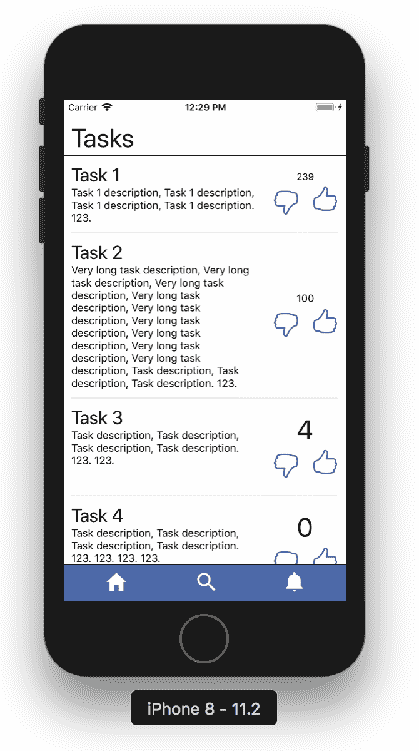 Carrier 12:29 PM
Tasks
Task 1
239
Task 1 description, Task 1 description,
Task 1 description, Task 1 description.
123.
Task 2
Very long task description, Very long
task description, Very long task
description, Very long task
description, Very long task
description, Very long task
description, Very long task
description, Very long task
description, Task description, Task
description, Task description. 123.
100
Task 3
Task description, Task description,
Task description, Task description.
123. 123.
4
Task 4
Task description, Task description,
Task description, Task description.
123. 123. 123. 123.
0
iPhone 8 - 11.2